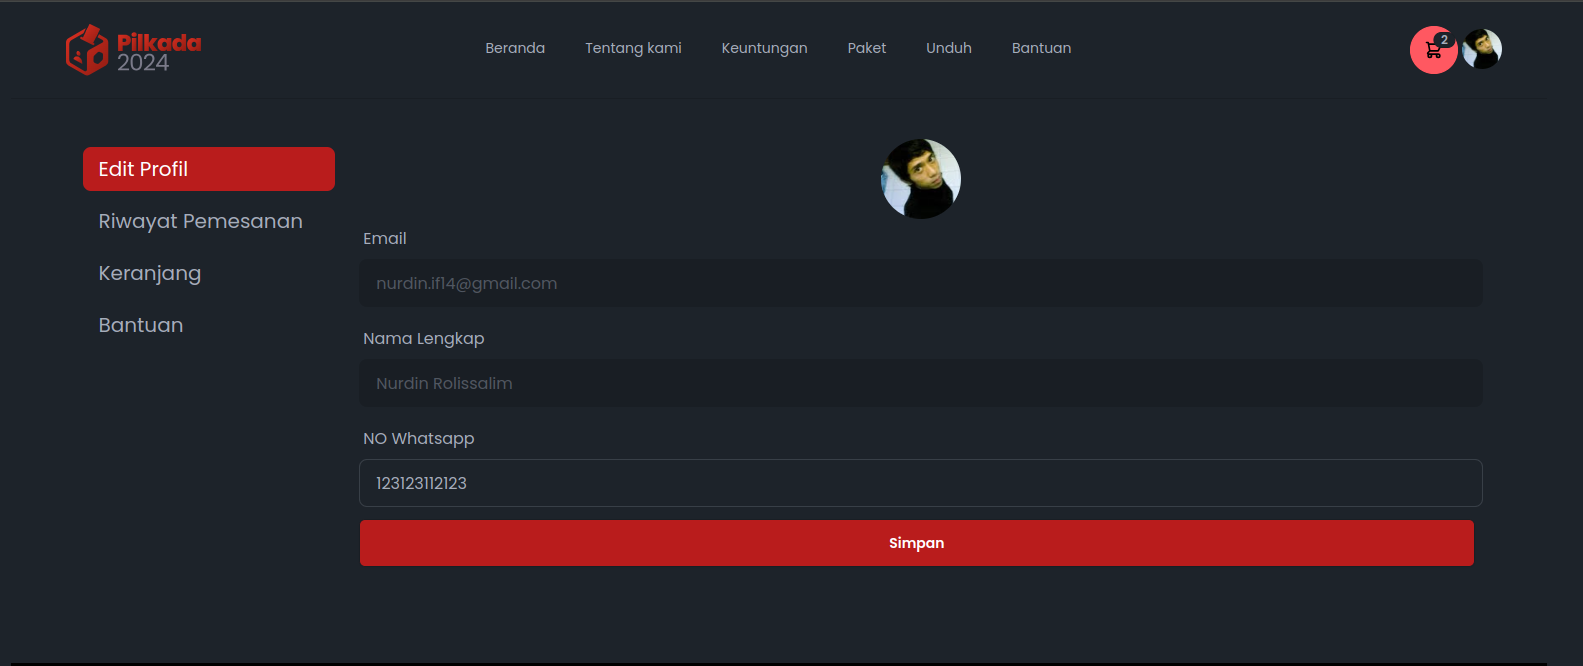 Pilkada
2024
Beranda Tentang kami Keuntungan Paket Unduh Bantuan
2
Edit Profil
Riwayat Pemesanan
Keranjang
Bantuan
Email
nurdin.if14@gmail.com
Nama Lengkap
Nurdin Rolissalim
NO Whatsapp
123123112123
Simpan